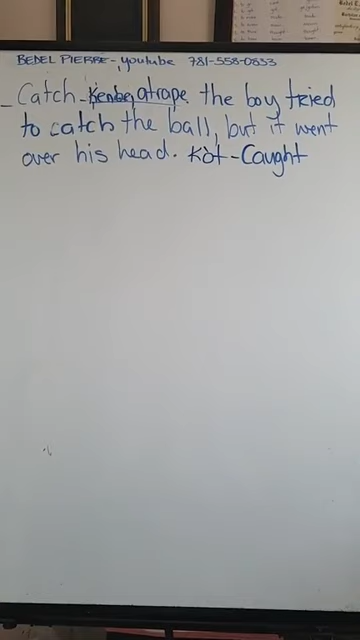 BEDEL PIERRE-, youtube 781-558-0833
_ Catch - Kenbe, atrape. the boy tried
to catch the ball, but it went
over his head. Kòt - Caught